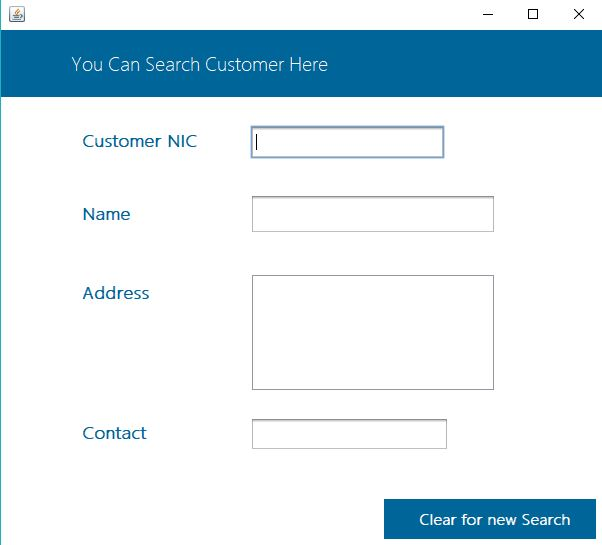 You Can Search Customer Here
Customer NIC
Name
Address
Contact
Clear for new Search